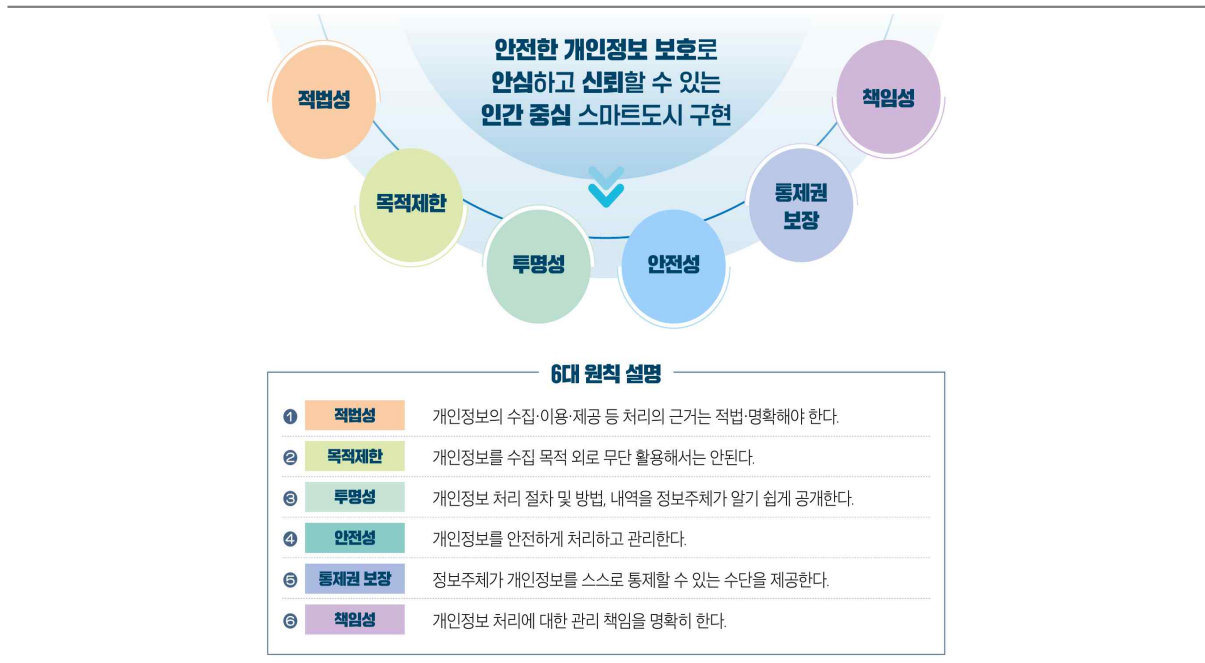 안전한 개인정보 보호로
안심하고 신뢰할 수 있는
인간 중심 스마트도시 구현
적법성
목적제한
투명성
안전성
통제권
보장
책임성
6대 원칙 설명
❶ 적법성 개인정보의 수집·이용·제공 등 처리의 근거는 적법·명확해야 한다.
❷ 목적제한 개인정보를 수집 목적 외로 무단 활용해서는 안된다.
❸ 투명성 개인정보 처리 절차 및 방법, 내역을 정보주체가 알기 쉽게 공개한다.
❹ 안전성 개인정보를 안전하게 처리하고 관리한다.
❺ 통제권 보장 정보주체가 개인정보를 스스로 통제할 수 있는 수단을 제공한다.
❻ 책임성 개인정보 처리에 대한 관리 책임을 명확히 한다.